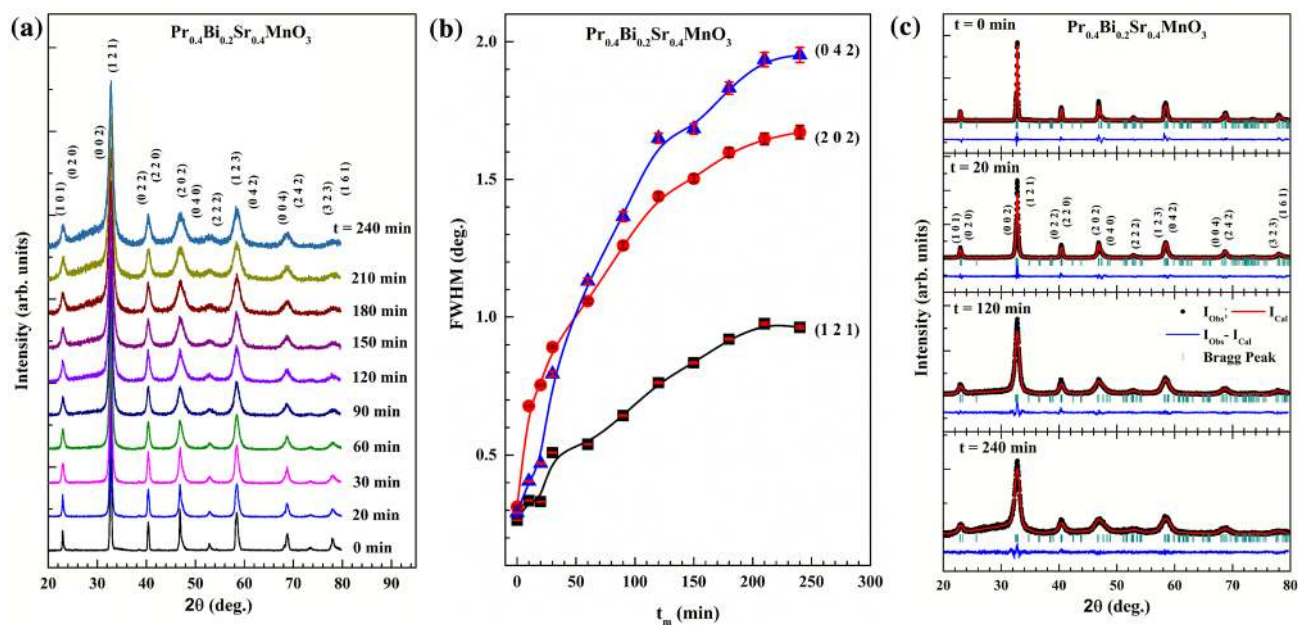 (a)
Pr0.4Bi0.2Sr0.4MnO3
(1 0 1)
(0 2 0)
(0 0 2)
(1 2 1)
(0 2 2)
(2 2 0)
(2 0 2)
(0 4 0)
(2 2 2)
(1 2 3)
(0 4 2)
(0 0 4)
(2 4 2)
(3 2 3)
(1 6 1)
t = 240 min
210 min
180 min
150 min
120 min
90 min
60 min
30 min
20 min
0 min
Intensity (arb. units)
20 30 40 50 60 70 80 90
2θ (deg.)
(b)
Pr0.4Bi0.2Sr0.4MnO3
2.0
1.5
1.0
0.5
FWHM (deg.)
(0 4 2)
(2 0 2)
(1 2 1)
0 50 100 150 200 250 300
tm (min)
(c)
t = 0 min
Pr0.4Bi0.2Sr0.4MnO3
t = 20 min
(1 0 1)
(0 2 0)
(0 0 2)
(1 2 1)
(0 2 2)
(2 2 0)
(2 0 2)
(0 4 0)
(2 2 2)
(1 2 3)
(0 4 2)
(0 0 4)
(2 4 2)
(3 2 3)
(1 6 1)
t = 120 min
IObs, ICal
IObs- ICal
Bragg Peak
t = 240 min
Intensity (arb. units)
20 30 40 50 60 70 80
2θ (deg.)